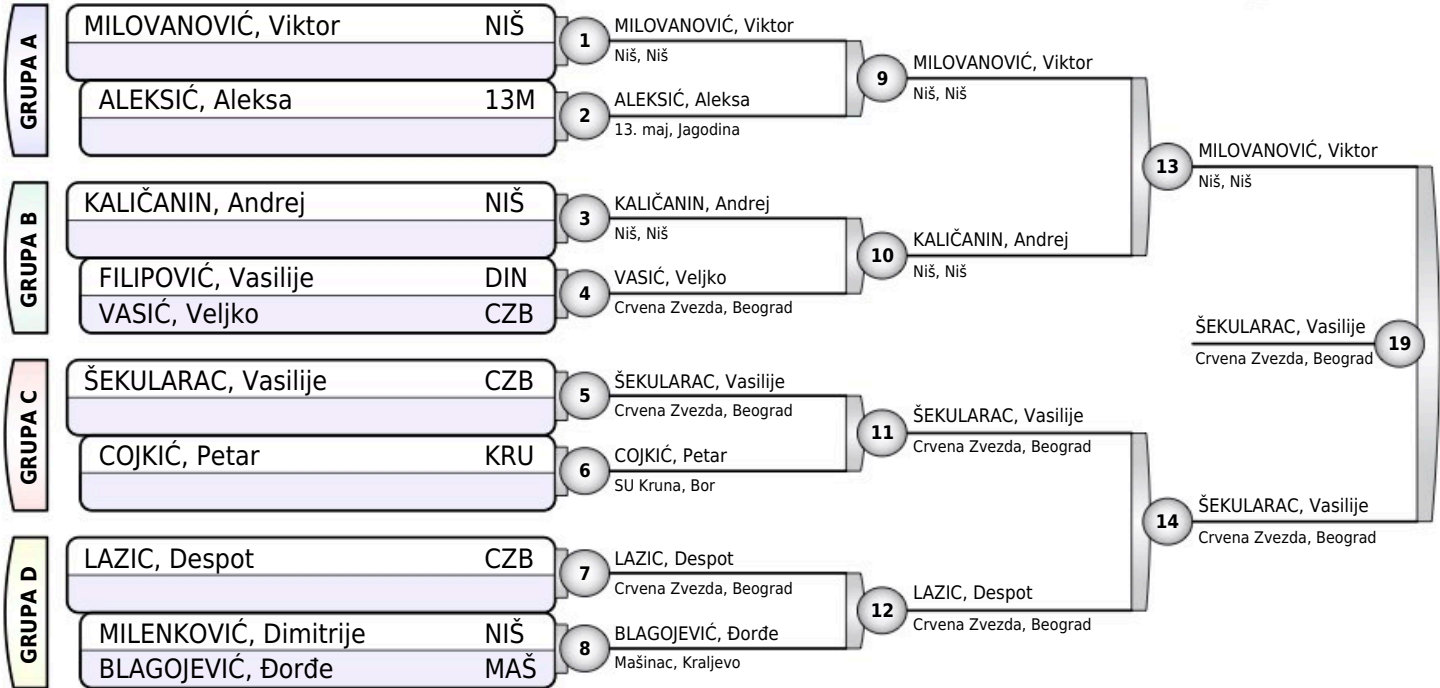 GRUPA A
MILOVANOVIĆ, Viktor NIŠ
ALEKSIĆ, Aleksa 13M
1
MILOVANOVIĆ, Viktor
Niš, Niš
2
ALEKSIĆ, Aleksa
13. maj, Jagodina
9
MILOVANOVIĆ, Viktor
Niš, Niš
GRUPA B
KALIČANIN, Andrej NIŠ
FILIPOVIĆ, Vasilije DIN
VASIĆ, Veljko CZB
3
KALIČANIN, Andrej
Niš, Niš
4
VASIĆ, Veljko
Crvena Zvezda, Beograd
10
KALIČANIN, Andrej
Niš, Niš
13
MILOVANOVIĆ, Viktor
Niš, Niš
GRUPA C
ŠEKULARAC, Vasilije CZB
COJKIĆ, Petar KRU
5
ŠEKULARAC, Vasilije
Crvena Zvezda, Beograd
6
COJKIĆ, Petar
SU Kruna, Bor
11
ŠEKULARAC, Vasilije
Crvena Zvezda, Beograd
GRUPA D
LAZIC, Despot CZB
MILENKOVIĆ, Dimitrije NIŠ
BLAGOJEVIĆ, Đorđe MAŠ
7
LAZIC, Despot
Crvena Zvezda, Beograd
8
BLAGOJEVIĆ, Đorđe
Mašinac, Kraljevo
12
LAZIC, Despot
Crvena Zvezda, Beograd
14
ŠEKULARAC, Vasilije
Crvena Zvezda, Beograd
ŠEKULARAC, Vasilije
Crvena Zvezda, Beograd
19